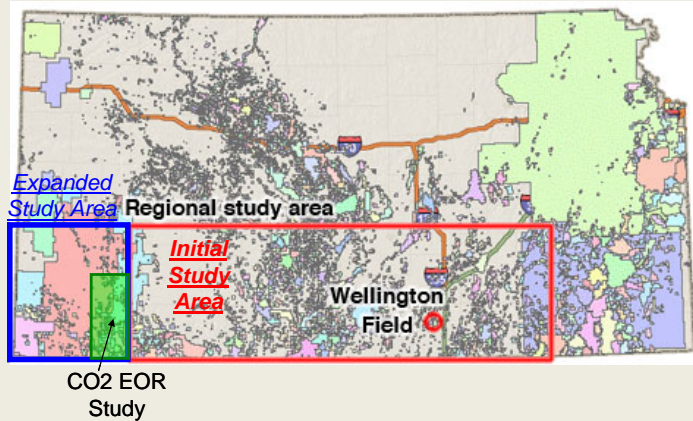 Expanded
Study Area
Regional study area
Initial
Study
Area
Wellington
Field
CO2 EOR
Study